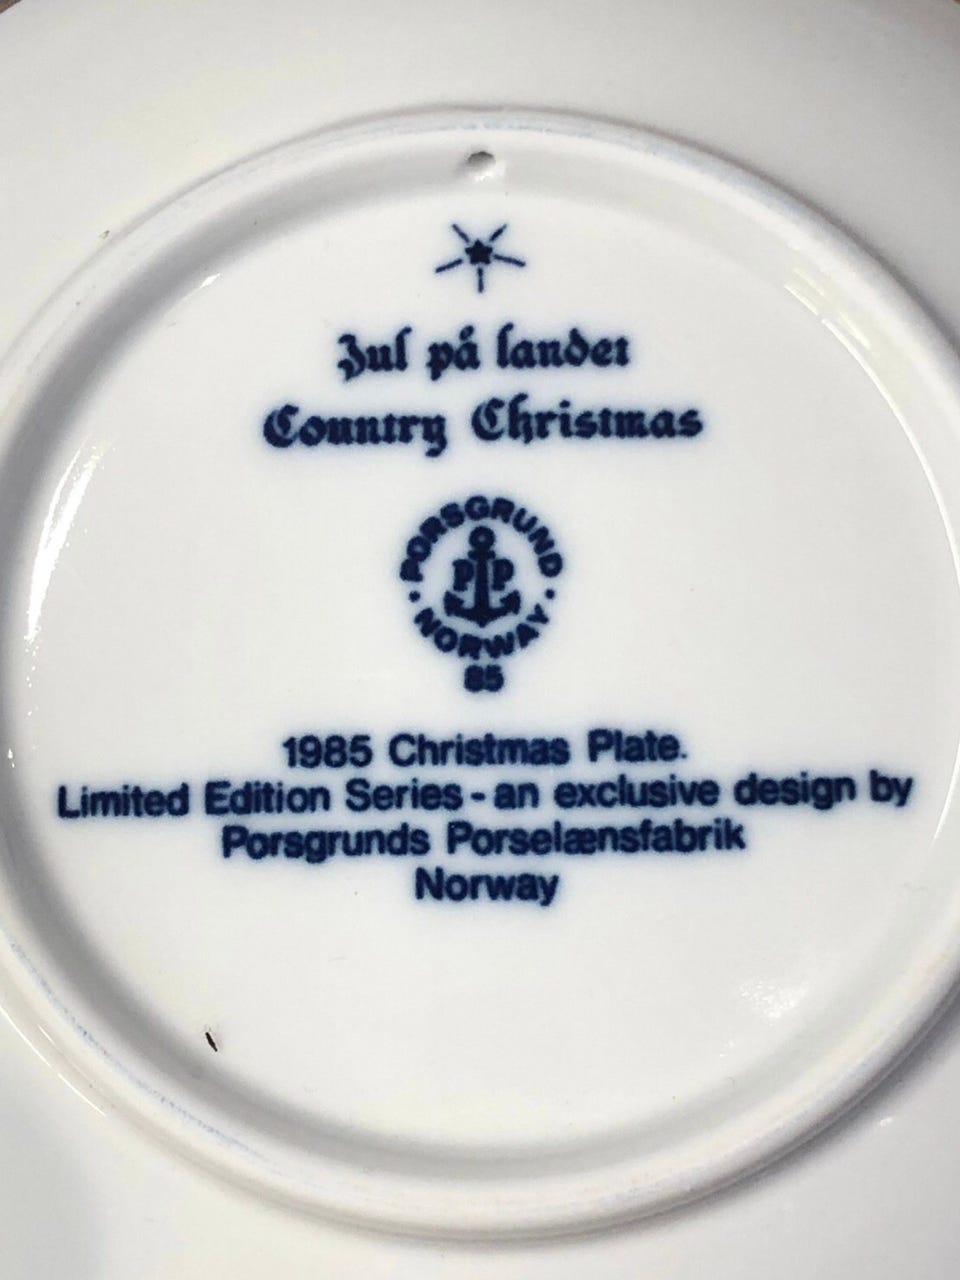 Jul på landet
Country Christmas
PORSGRUND
PP
· NORWAY ·
85
1985 Christmas Plate.
Limited Edition Series - an exclusive design by
Porsgrunds Porselænsfabrik
Norway